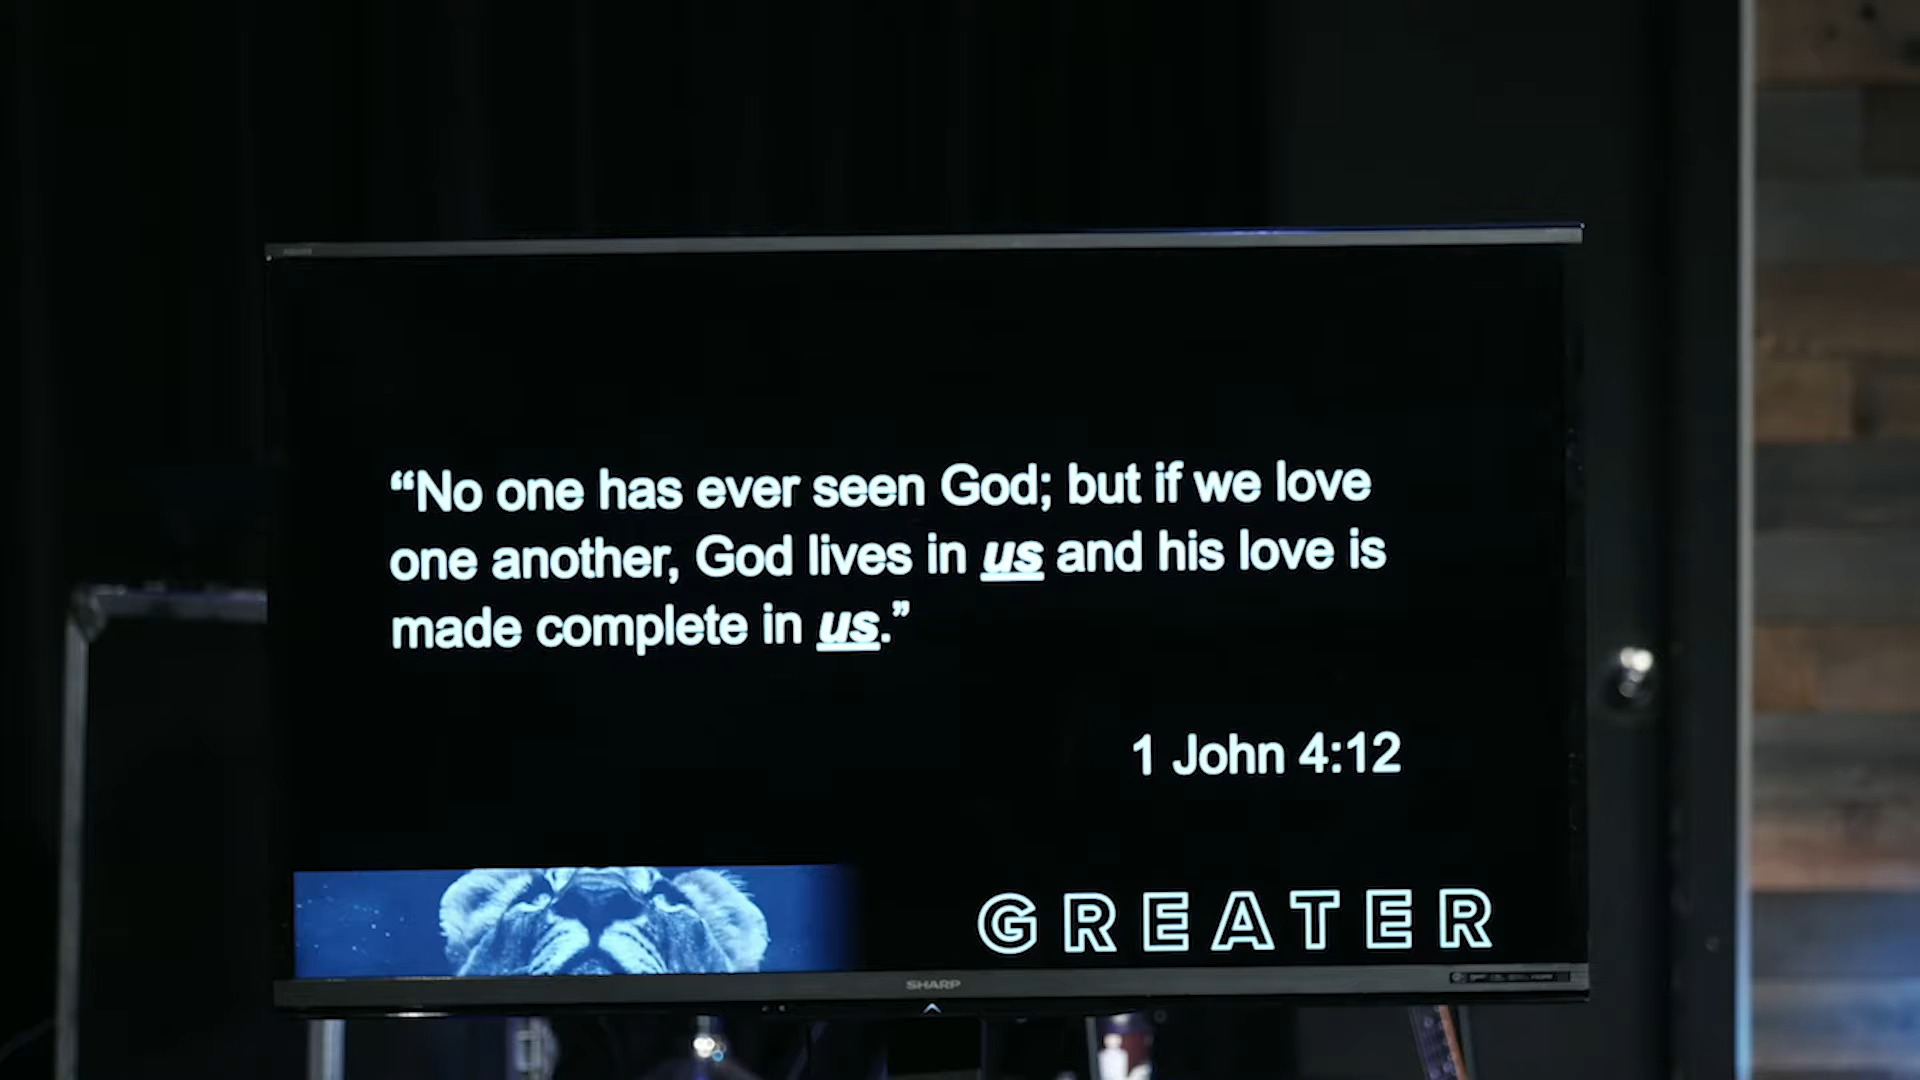 “No one has ever seen God; but if we love
one another, God lives in us and his love is
made complete in us.”
1 John 4:12
GREATER
SHARP